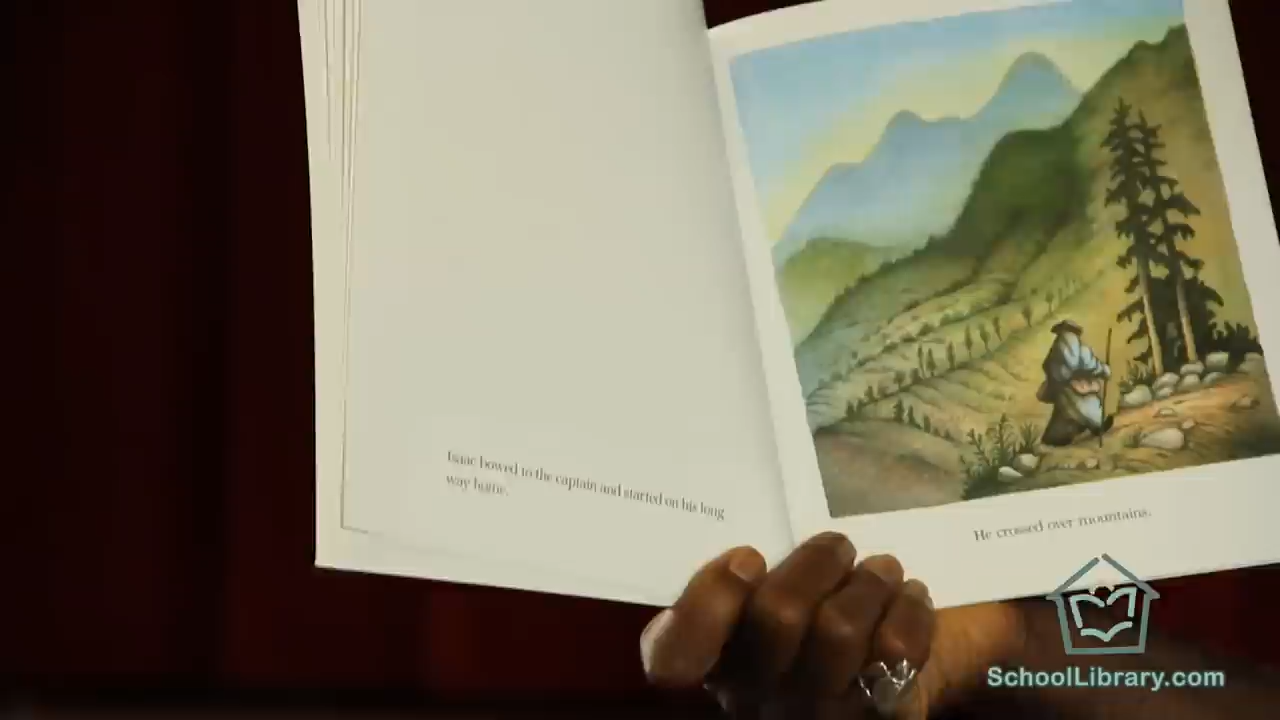 Isaac bowed to the captain and started on his long
way home.
He crossed over mountains.
SchoolLibrary.com